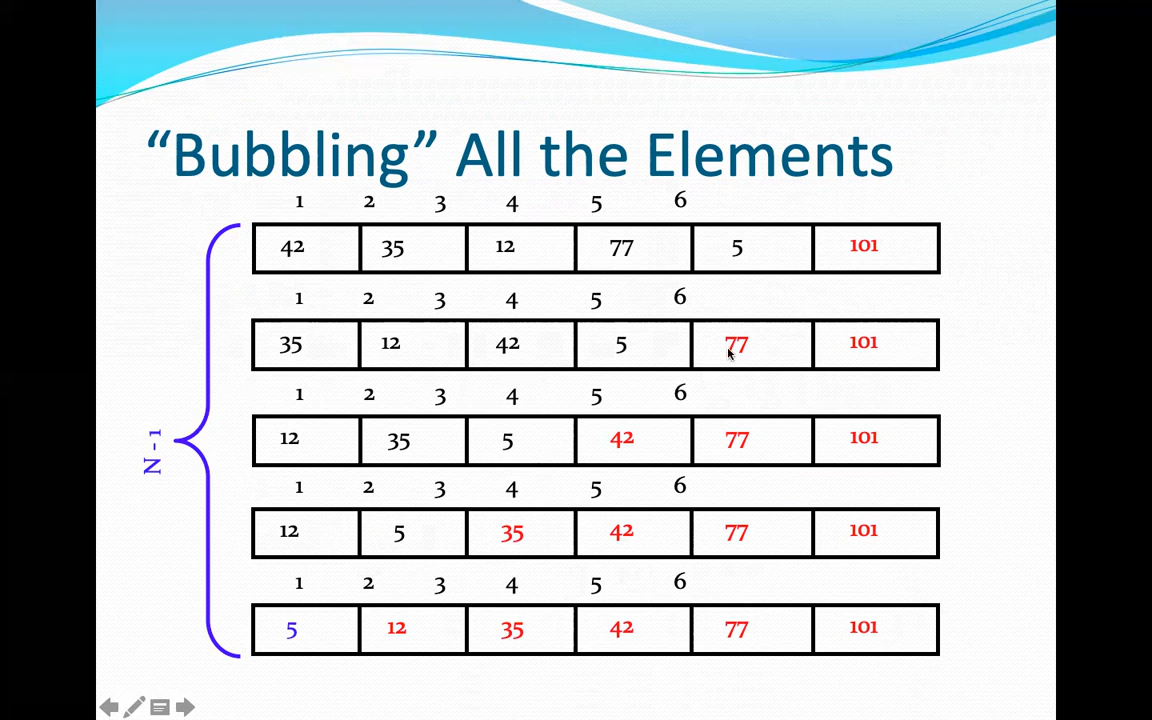 “Bubbling” All the Elements
1 2 3 4 5 6
42 35 12 77 5 101
1 2 3 4 5 6
35 12 42 5 77 101
1 2 3 4 5 6
12 35 5 42 77 101
N - 1
1 2 3 4 5 6
12 5 35 42 77 101
1 2 3 4 5 6
5 12 35 42 77 101